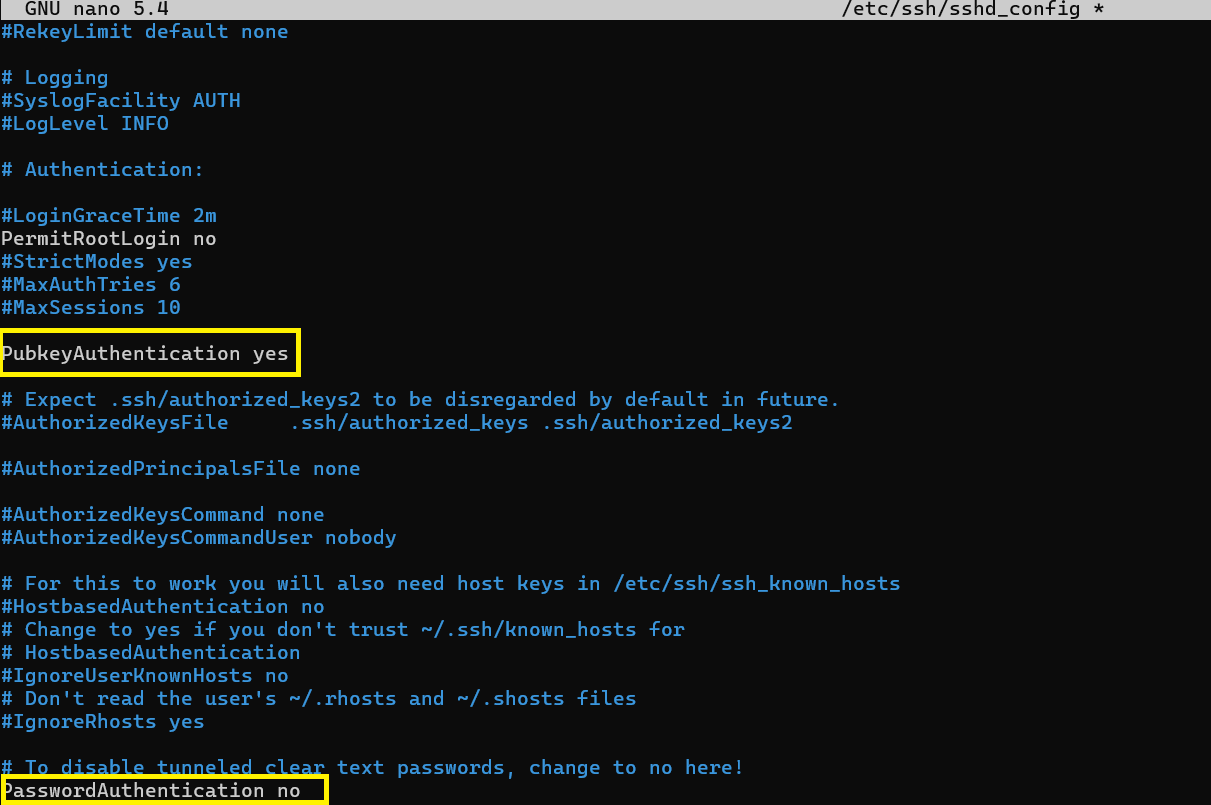 GNU nano 5.4 /etc/ssh/sshd_config *
#RekeyLimit default none
# Logging
#SyslogFacility AUTH
#LogLevel INFO
# Authentication:
#LoginGraceTime 2m
PermitRootLogin no
#StrictModes yes
#MaxAuthTries 6
#MaxSessions 10
PubkeyAuthentication yes
# Expect .ssh/authorized_keys2 to be disregarded by default in future.
#AuthorizedKeysFile     .ssh/authorized_keys .ssh/authorized_keys2
#AuthorizedPrincipalsFile none
#AuthorizedKeysCommand none
#AuthorizedKeysCommandUser nobody
# For this to work you will also need host keys in /etc/ssh/ssh_known_hosts
#HostbasedAuthentication no
# Change to yes if you don't trust ~/.ssh/known_hosts for
# HostbasedAuthentication
#IgnoreUserKnownHosts no
# Don't read the user's ~/.rhosts and ~/.shosts files
#IgnoreRhosts yes
# To disable tunneled clear text passwords, change to no here!
PasswordAuthentication no